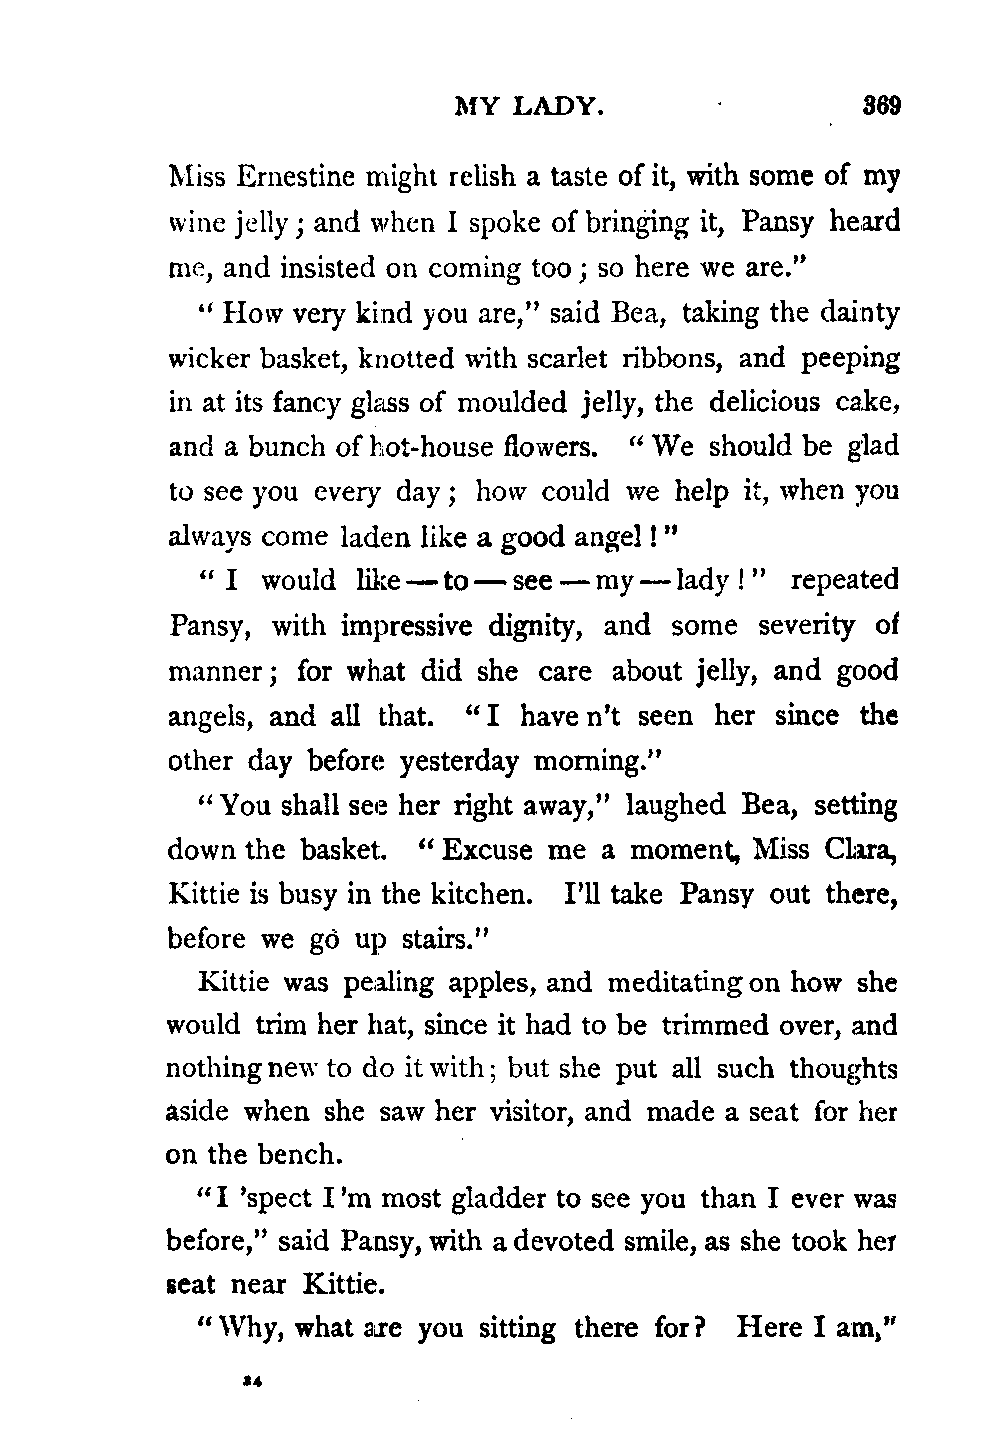 MY LADY. 369
Miss Ernestine might relish a taste of it, with some of my
wine jelly; and when I spoke of bringing it, Pansy heard
me, and insisted on coming too; so here we are."
"How very kind you are," said Bea, taking the dainty
wicker basket, knotted with scarlet ribbons, and peeping
in at its fancy glass of moulded jelly, the delicious cake,
and a bunch of hot-house flowers. "We should be glad
to see you every day; how could we help it, when you
always come laden like a good angel!"
"I would like—to—see—my—lady!" repeated
Pansy, with impressive dignity, and some severity of
manner; for what did she care about jelly, and good
angels, and all that. "I have n't seen her since the
other day before yesterday morning."
"You shall see her right away," laughed Bea, setting
down the basket. "Excuse me a moment, Miss Clara,
Kittie is busy in the kitchen. I'll take Pansy out there,
before we go up stairs."
Kittie was pealing apples, and meditating on how she
would trim her hat, since it had to be trimmed over, and
nothing new to do it with; but she put all such thoughts
aside when she saw her visitor, and made a seat for her
on the bench.
"I 'spect I 'm most gladder to see you than I ever was
before," said Pansy, with a devoted smile, as she took her
seat near Kittie.
"Why, what are you sitting there for? Here I am,"
24